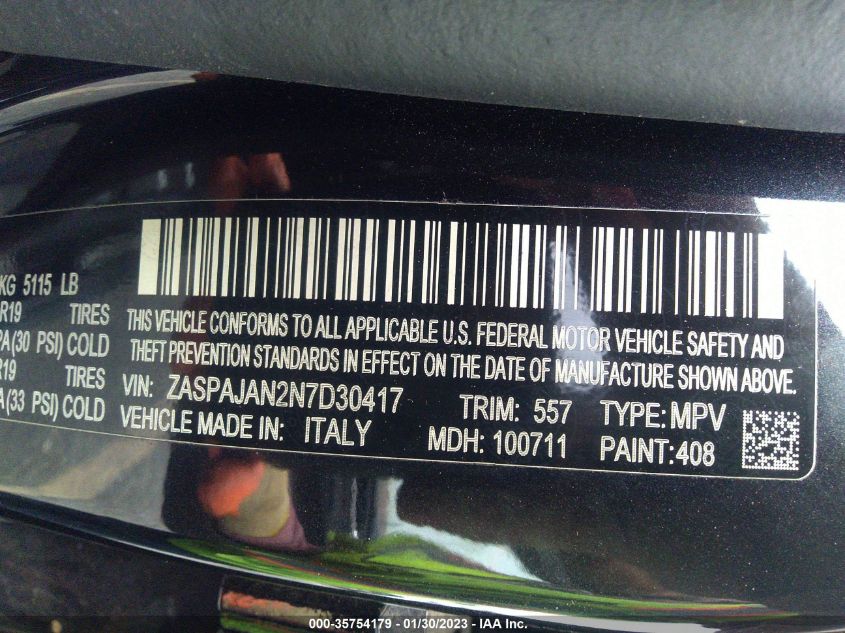 KG 5115 LB
R19 TIRES
PA(30 PSI) COLD
R19 TIRES
A(33 PSI) COLD
THIS VEHICLE CONFORMS TO ALL APPLICABLE U.S. FEDERAL MOTOR VEHICLE SAFETY AND
THEFT PREVENTION STANDARDS IN EFFECT ON THE DATE OF MANUFACTURE SHOWN ABOVE.
VIN: ZASPAJAN2N7D30417 TRIM: 557 TYPE: MPV
VEHICLE MADE IN: ITALY MDH: 100711 PAINT:408
000-35754179 - 01/30/2023 - IAA Inc.